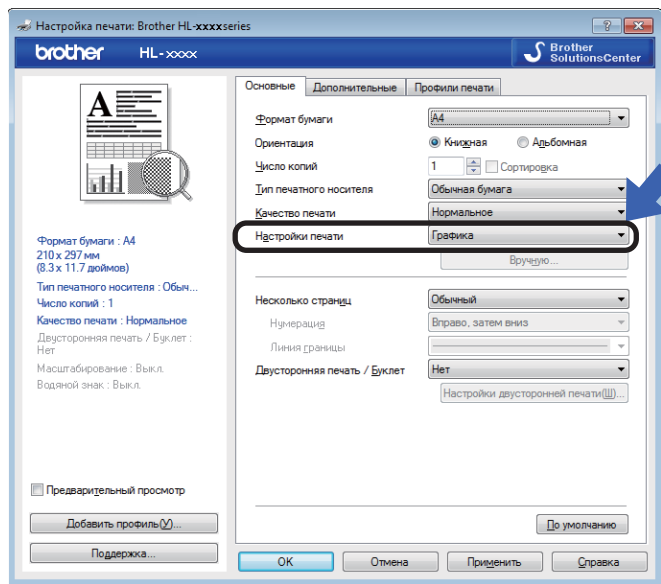 Настройка печати: Brother HL-xxxxseries
brother HL-xxxx
Brother
SolutionsCenter
Основные Дополнительные Профили печати
Формат бумаги A4
Ориентация Книжная Альбомная
Число копий 1 Сортировка
Тип печатного носителя Обычная бумага
Качество печати Нормальное
Настройки печати Графика
Вручную...
Несколько страниц Обычный
Нумерация Вправо, затем вниз
Линия границы
Двусторонняя печать / Буклет Нет
Настройки двусторонней печати(Ш)...
По умолчанию
A
Формат бумаги : A4
210 x 297 мм
(8.3 x 11.7 дюймов)
Тип печатного носителя : Обыч...
Число копий : 1
Качество печати : Нормальное
Двусторонняя печать / Буклет :
Нет
Масштабирование : Выкл.
Водяной знак : Выкл.
Предварительный просмотр
Добавить профиль(У)...
Поддержка...
OK Отмена Применить Справка